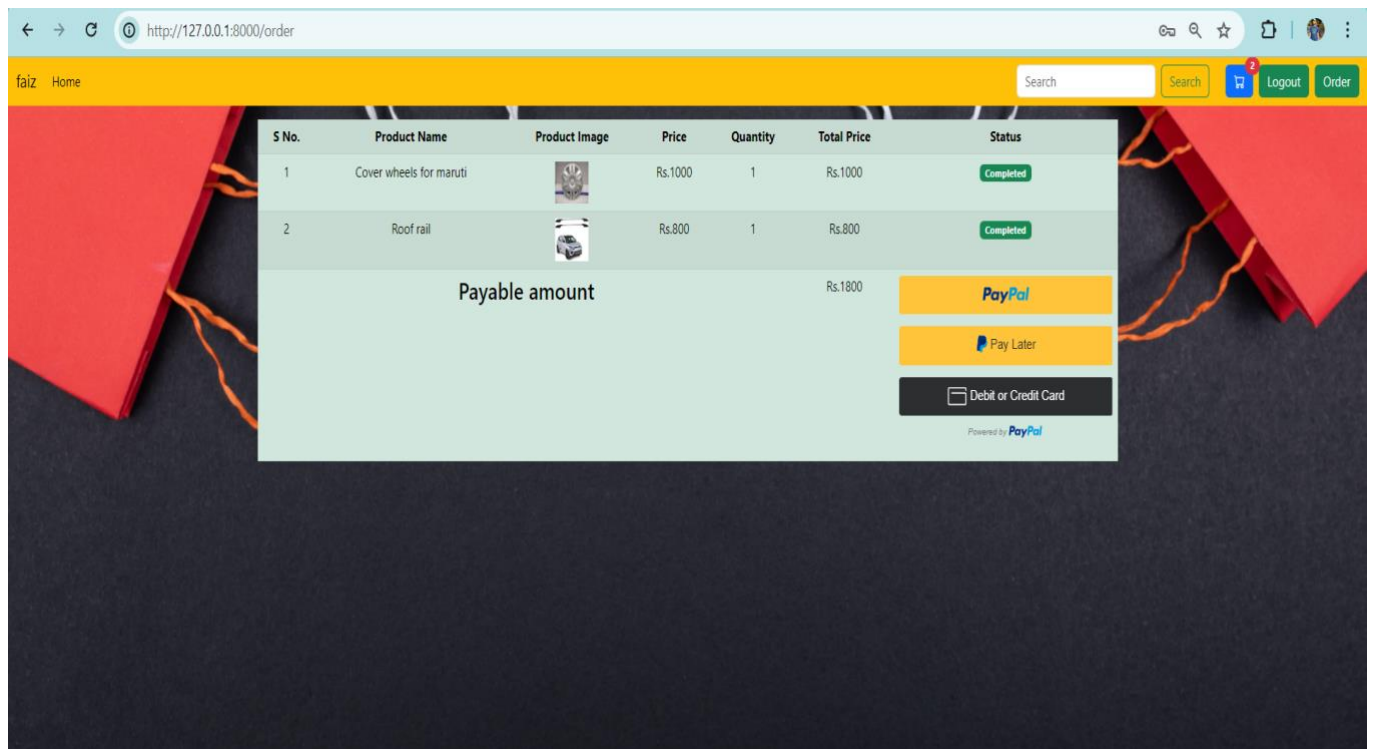 http://127.0.0.1:8000/order
faiz Home Search Search 2 Logout Order
S No. Product Name Product Image Price Quantity Total Price Status
1 Cover wheels for maruti Rs.1000 1 Rs.1000 Completed
2 Roof rail Rs.800 1 Rs.800 Completed
Payable amount Rs.1800 PayPal
Pay Later
Debit or Credit Card
Powered by PayPal